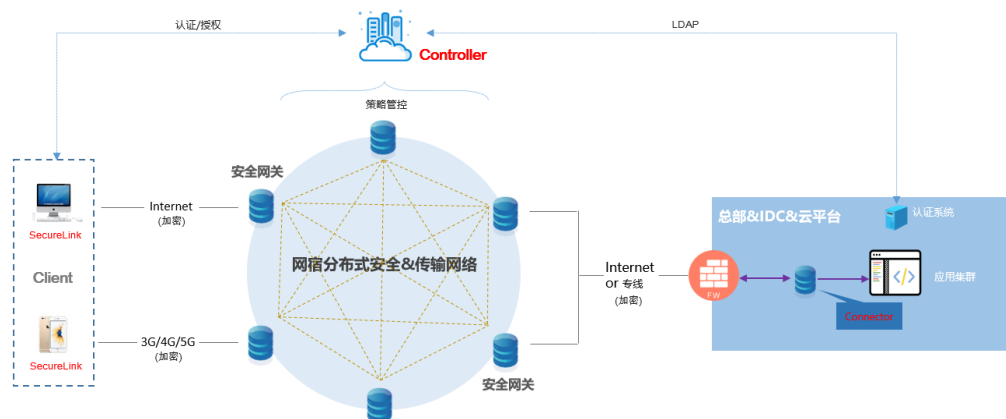 认证/授权
LDAP
Controller
策略管控
安全网关
SecureLink
Internet
(加密)
总部&IDC&云平台
认证系统
网宿分布式安全&传输网络
Client
Internet
or 专线
(加密)
FW
应用集群
Connector
3G/4G/5G
(加密)
SecureLink
安全网关